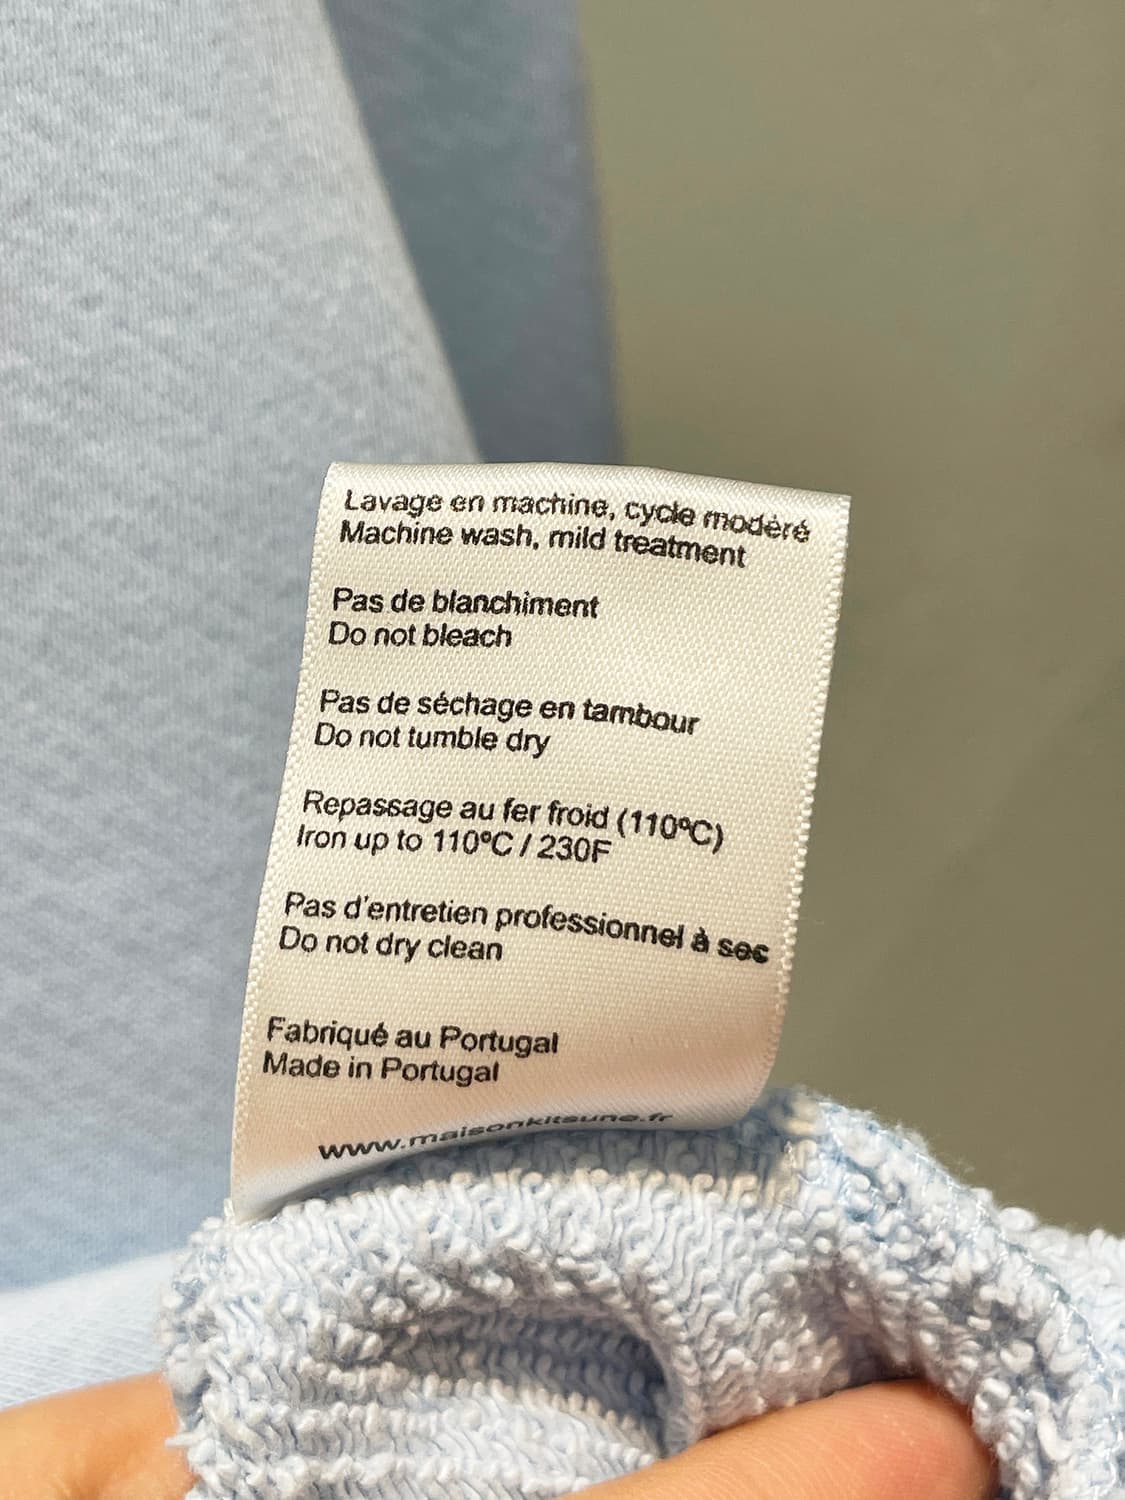 Lavage en machine, cycle modéré
Machine wash, mild treatment
Pas de blanchiment
Do not bleach
Pas de séchage en tambour
Do not tumble dry
Repassage au fer froid (110ºC)
Iron up to 110ºC / 230F
Pas d'entretien professionnel à sec
Do not dry clean
Fabriqué au Portugal
Made in Portugal
www.maisonkitsune.fr